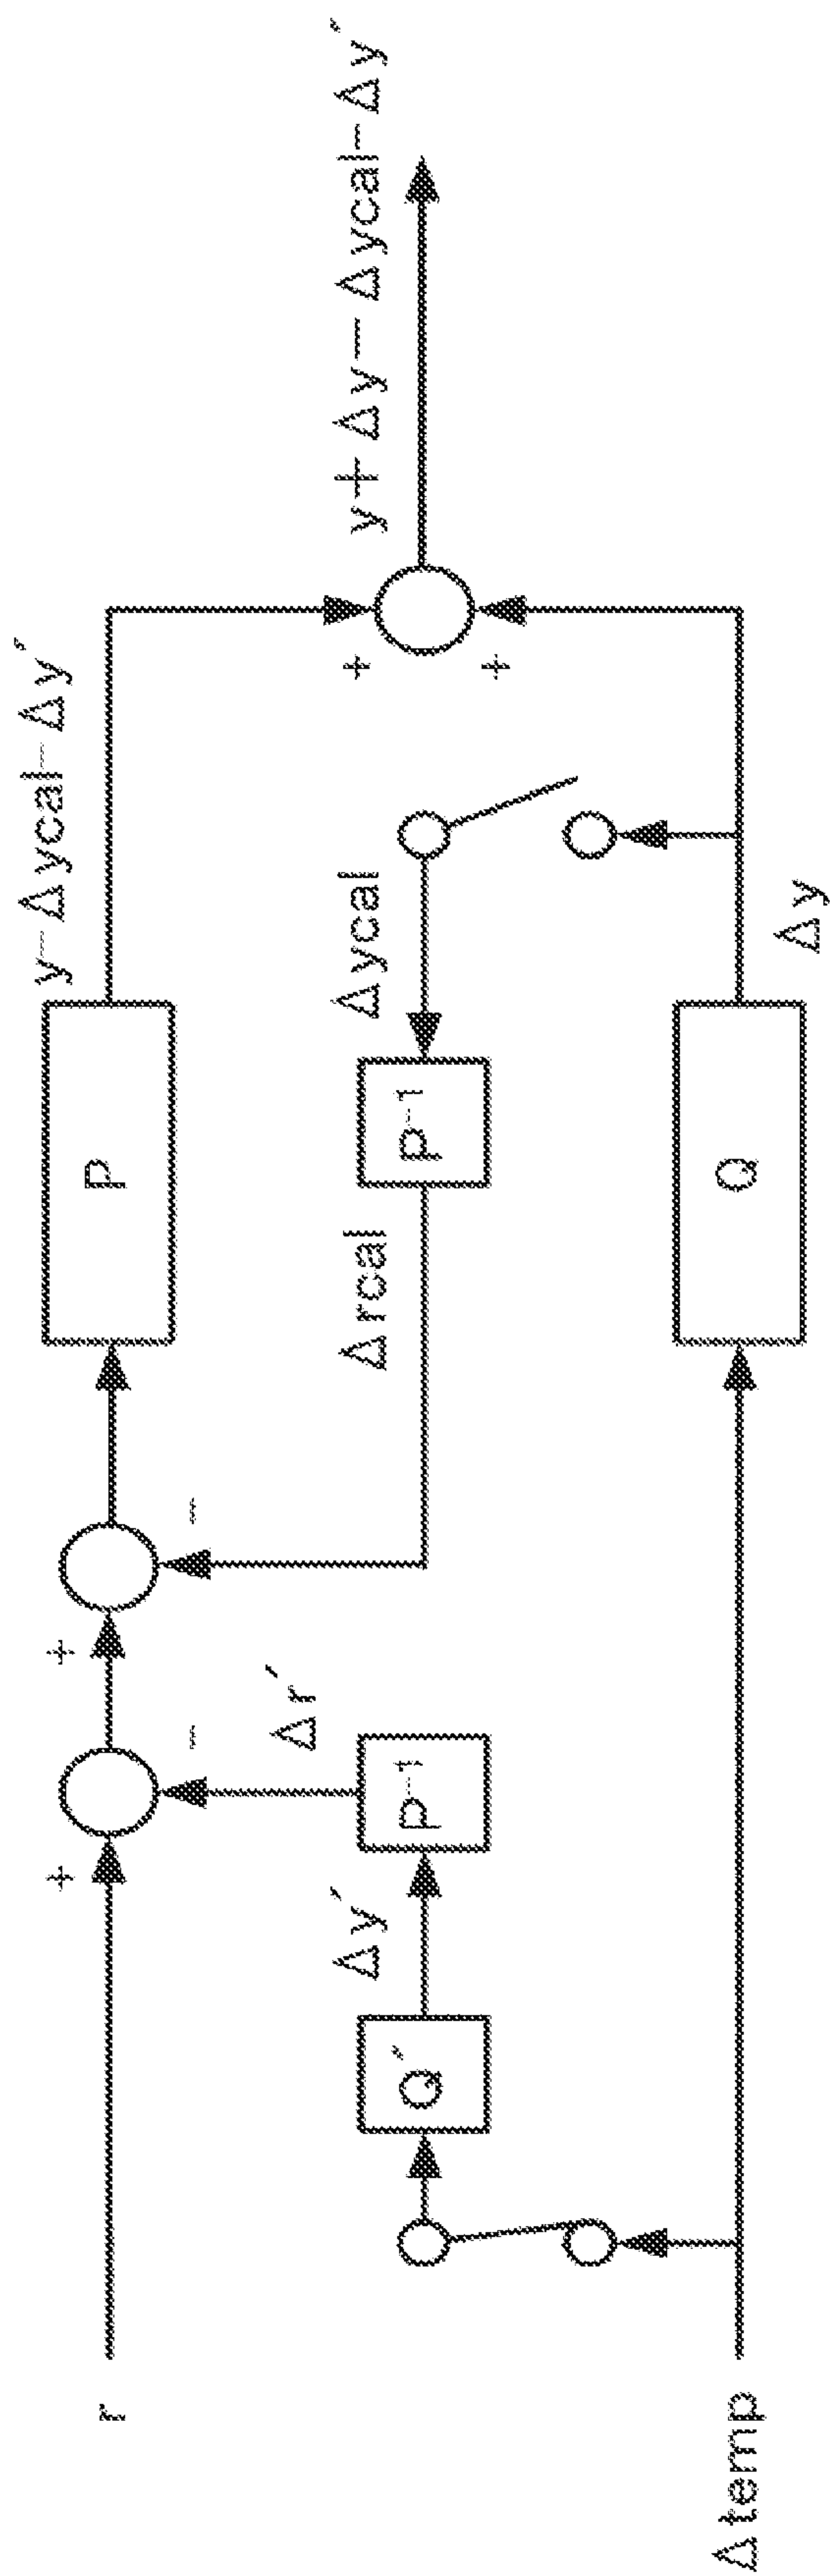 y-Δycal-Δy´
P
+
-
+
-
r
y+Δy-Δycal-Δy´
+
+
Δycal
P-1
Δrcal
Δr´
P-1
Δy´
Q´
Δy
Q
Δtemp